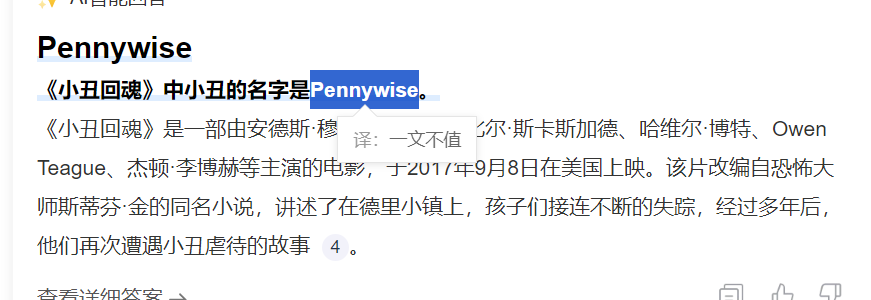 AI智能回答
Pennywise
《小丑回魂》中小丑的名字是Pennywise。
《小丑回魂》是一部由安德斯·穆 比尔·斯卡斯加德、哈维尔·博特、Owen
译：一文不值
Teague、杰顿·李博赫等主演的电影，于2017年9月8日在美国上映。该片改编自恐怖大
师斯蒂芬·金的同名小说，讲述了在德里小镇上，孩子们接连不断的失踪，经过多年后，
他们再次遭遇小丑虐待的故事 4 。
查看详细答案 →